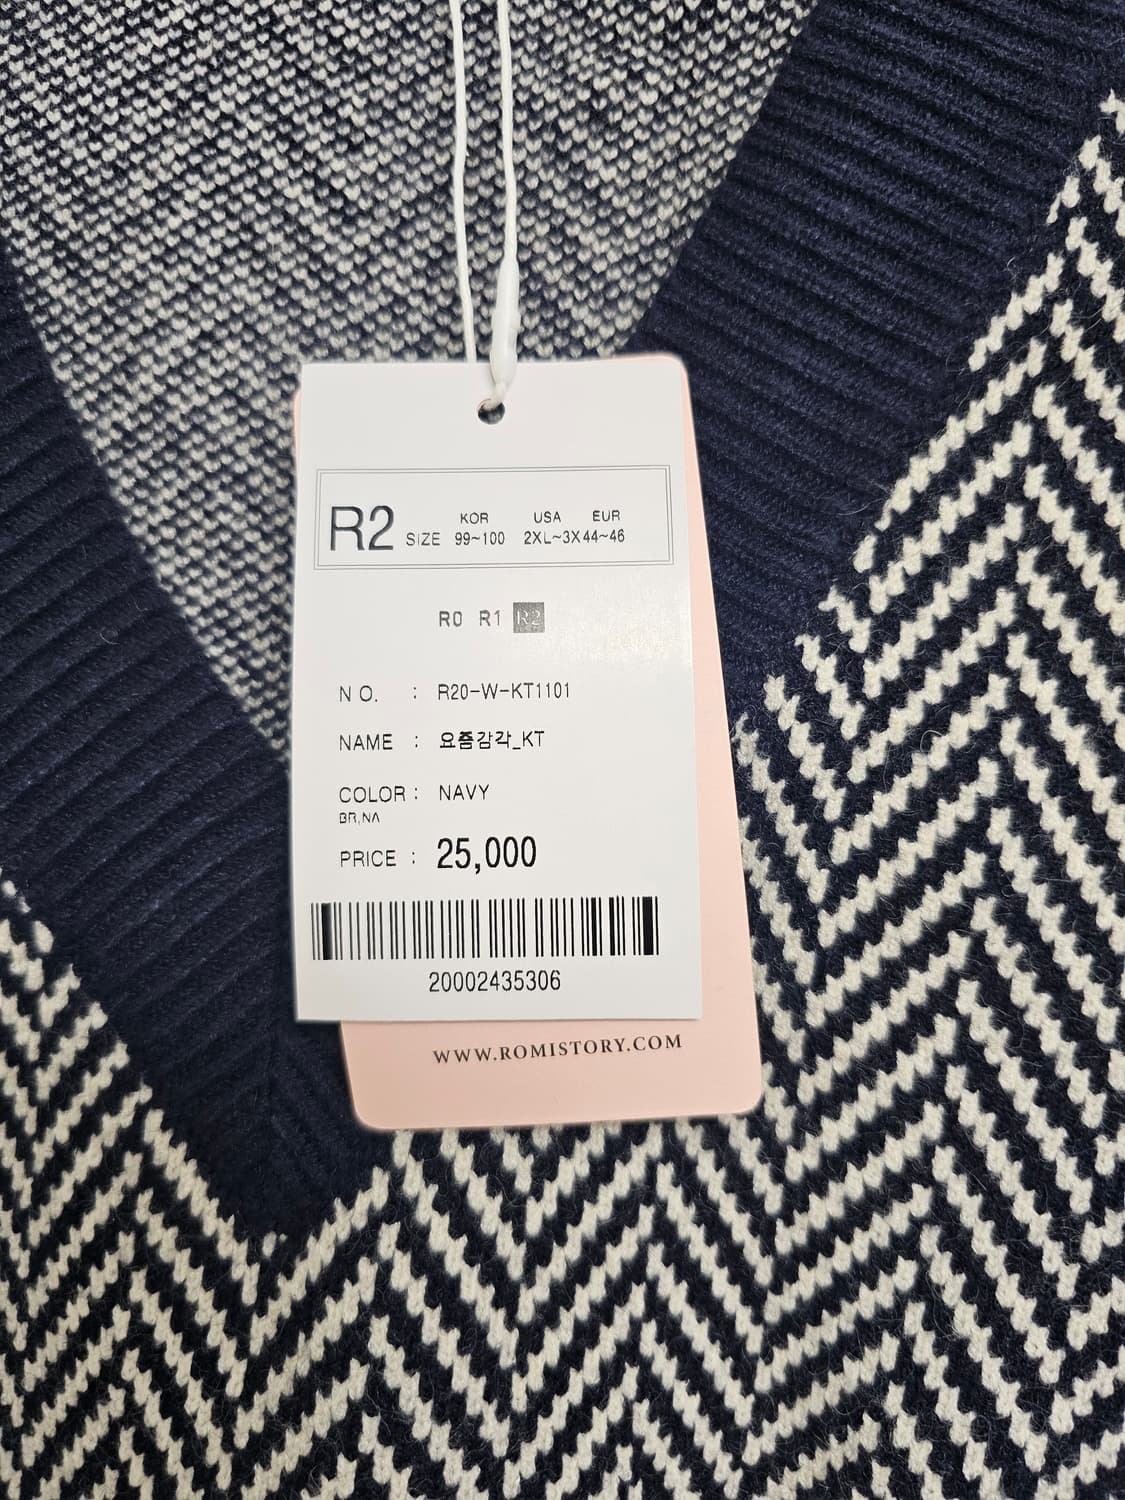 R2 SIZE KOR 99~100 USA 2XL~3X EUR 44~46
R0 R1 R2
NO. : R20-W-KT1101
NAME : 요즘감각_KT
COLOR : NAVY
BR,NA
PRICE : 25,000
20002435306
WWW.ROMISTORY.COM